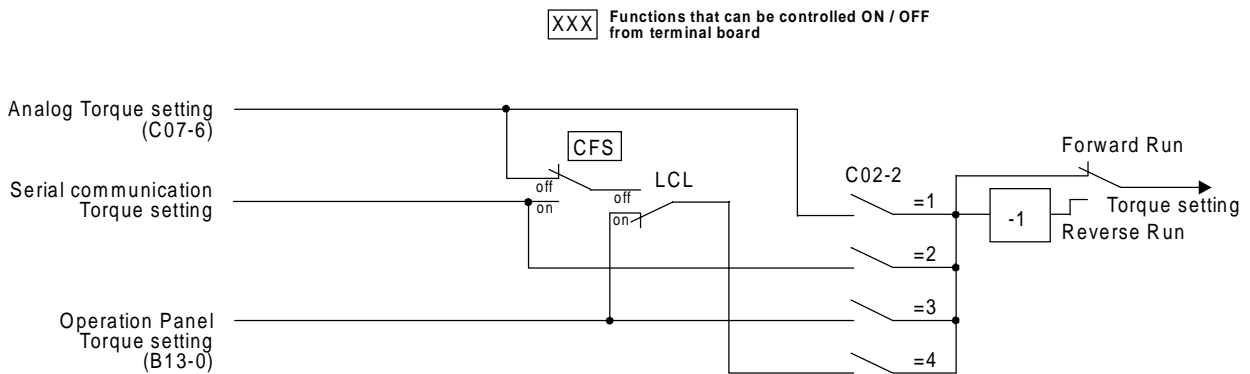 XXX
Functions that can be controlled ON / OFF
from terminal board
Analog Torque setting
(C07-6)
CFS
Forward Run
off
LCL
C02-2
Serial communication
Torque setting
on
off
on
=1
-1
Torque setting
Reverse Run
=2
Operation Panel
Torque setting
(B13-0)
=3
=4